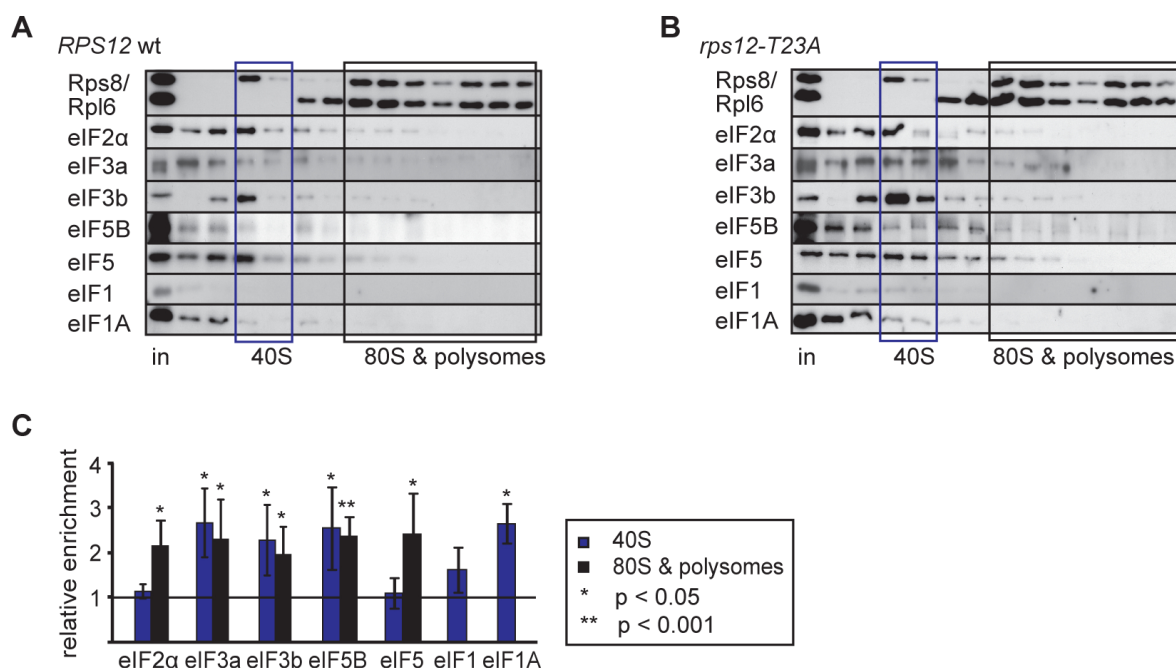 A
RPS12 wt
Rps8/
Rpl6
eIF2α
eIF3a
eIF3b
eIF5B
eIF5
eIF1
eIF1A
in 40S 80S & polysomes
B
rps12-T23A
Rps8/
Rpl6
eIF2α
eIF3a
eIF3b
eIF5B
eIF5
eIF1
eIF1A
in 40S 80S & polysomes
C
relative enrichment
4
3
2
1
* * * * * * ** * *
eIF2α eIF3a eIF3b eIF5B eIF5 eIF1 eIF1A
40S
80S & polysomes
* p < 0.05
** p < 0.001